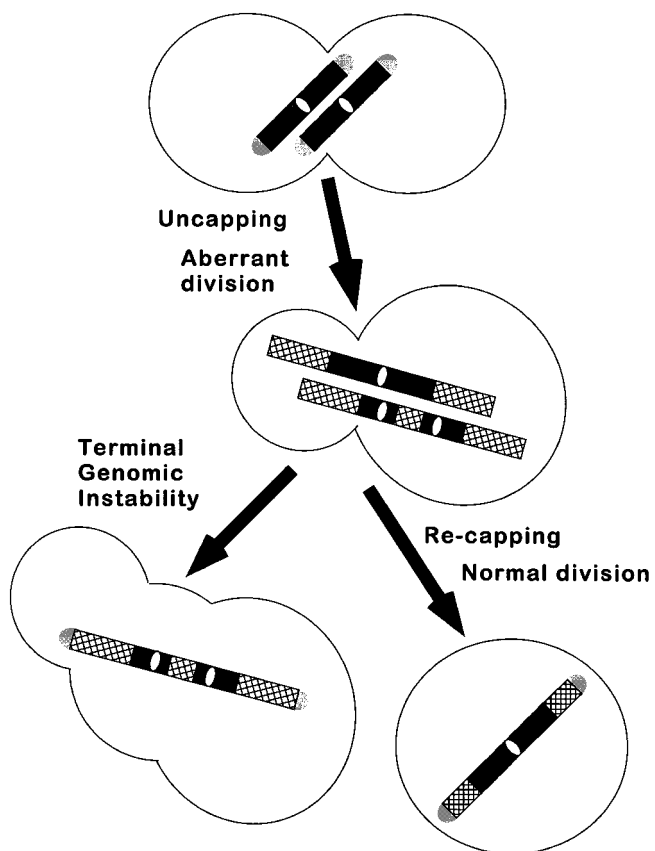 Uncapping
Aberrant
division
Terminal
Genomic
Instability
Re-capping
Normal division